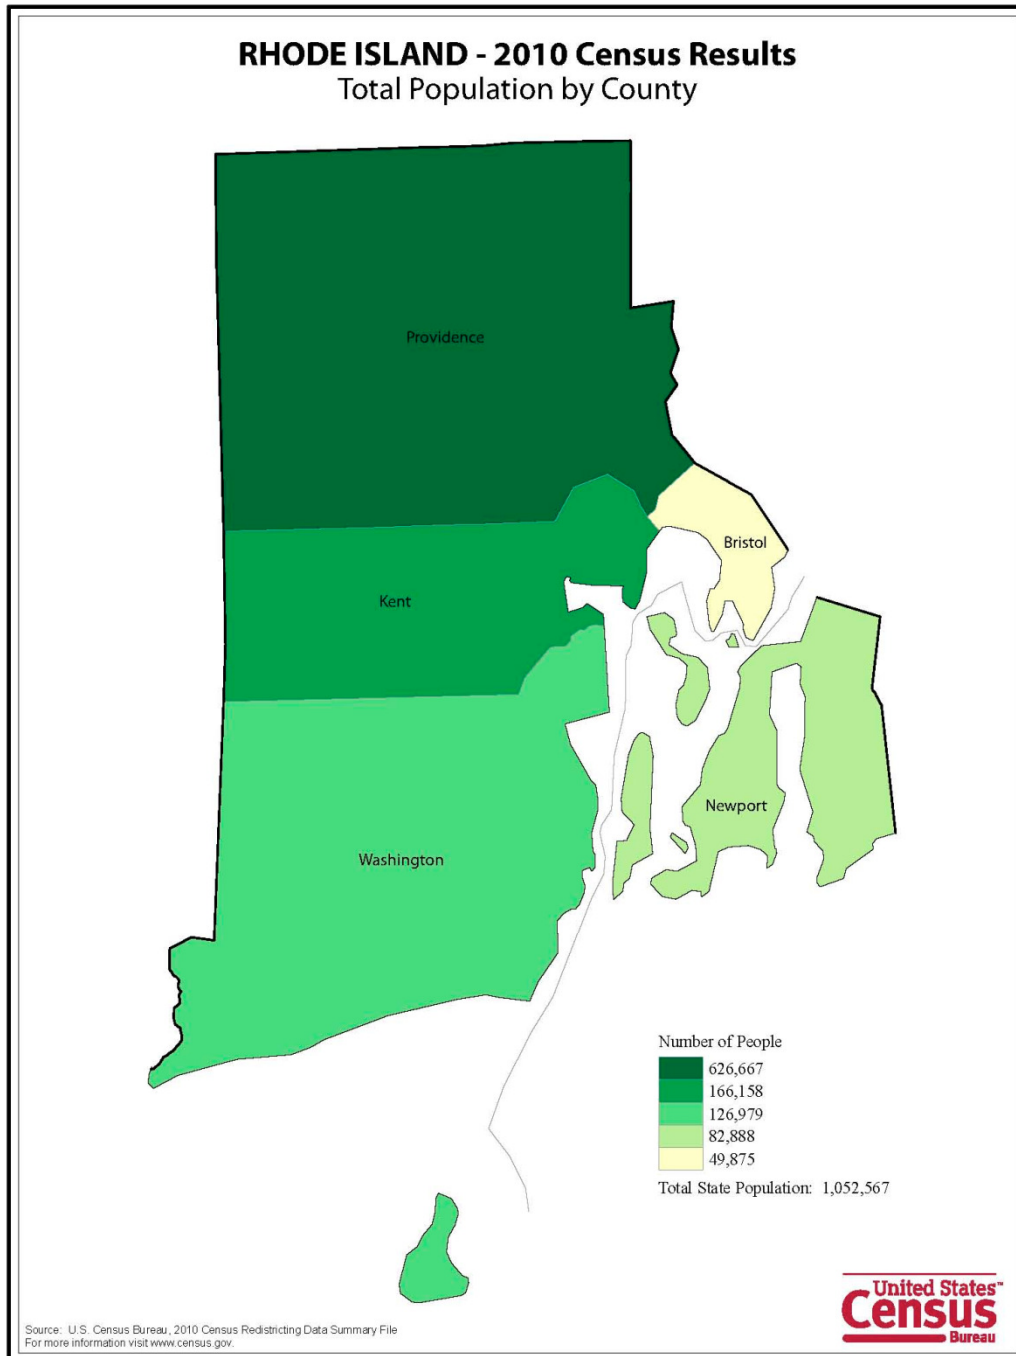 RHODE ISLAND - 2010 Census Results
Total Population by County
Providence
Bristol
Kent
Newport
Washington
Number of People
626,667
166,158
126,979
82,888
49,875
Total State Population: 1,052,567
United States™
Census
Bureau
Source: U.S. Census Bureau, 2010 Census Redistricting Data Summary File
For more information visit www.census.gov.